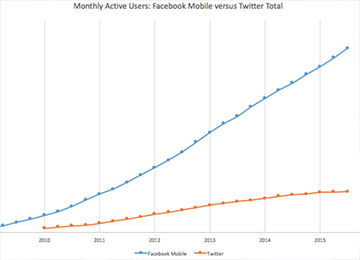 Monthly Active Users: Facebook Mobile versus Twitter Total
2010 2011 2012 2013 2014 2015
Facebook Mobile Twitter